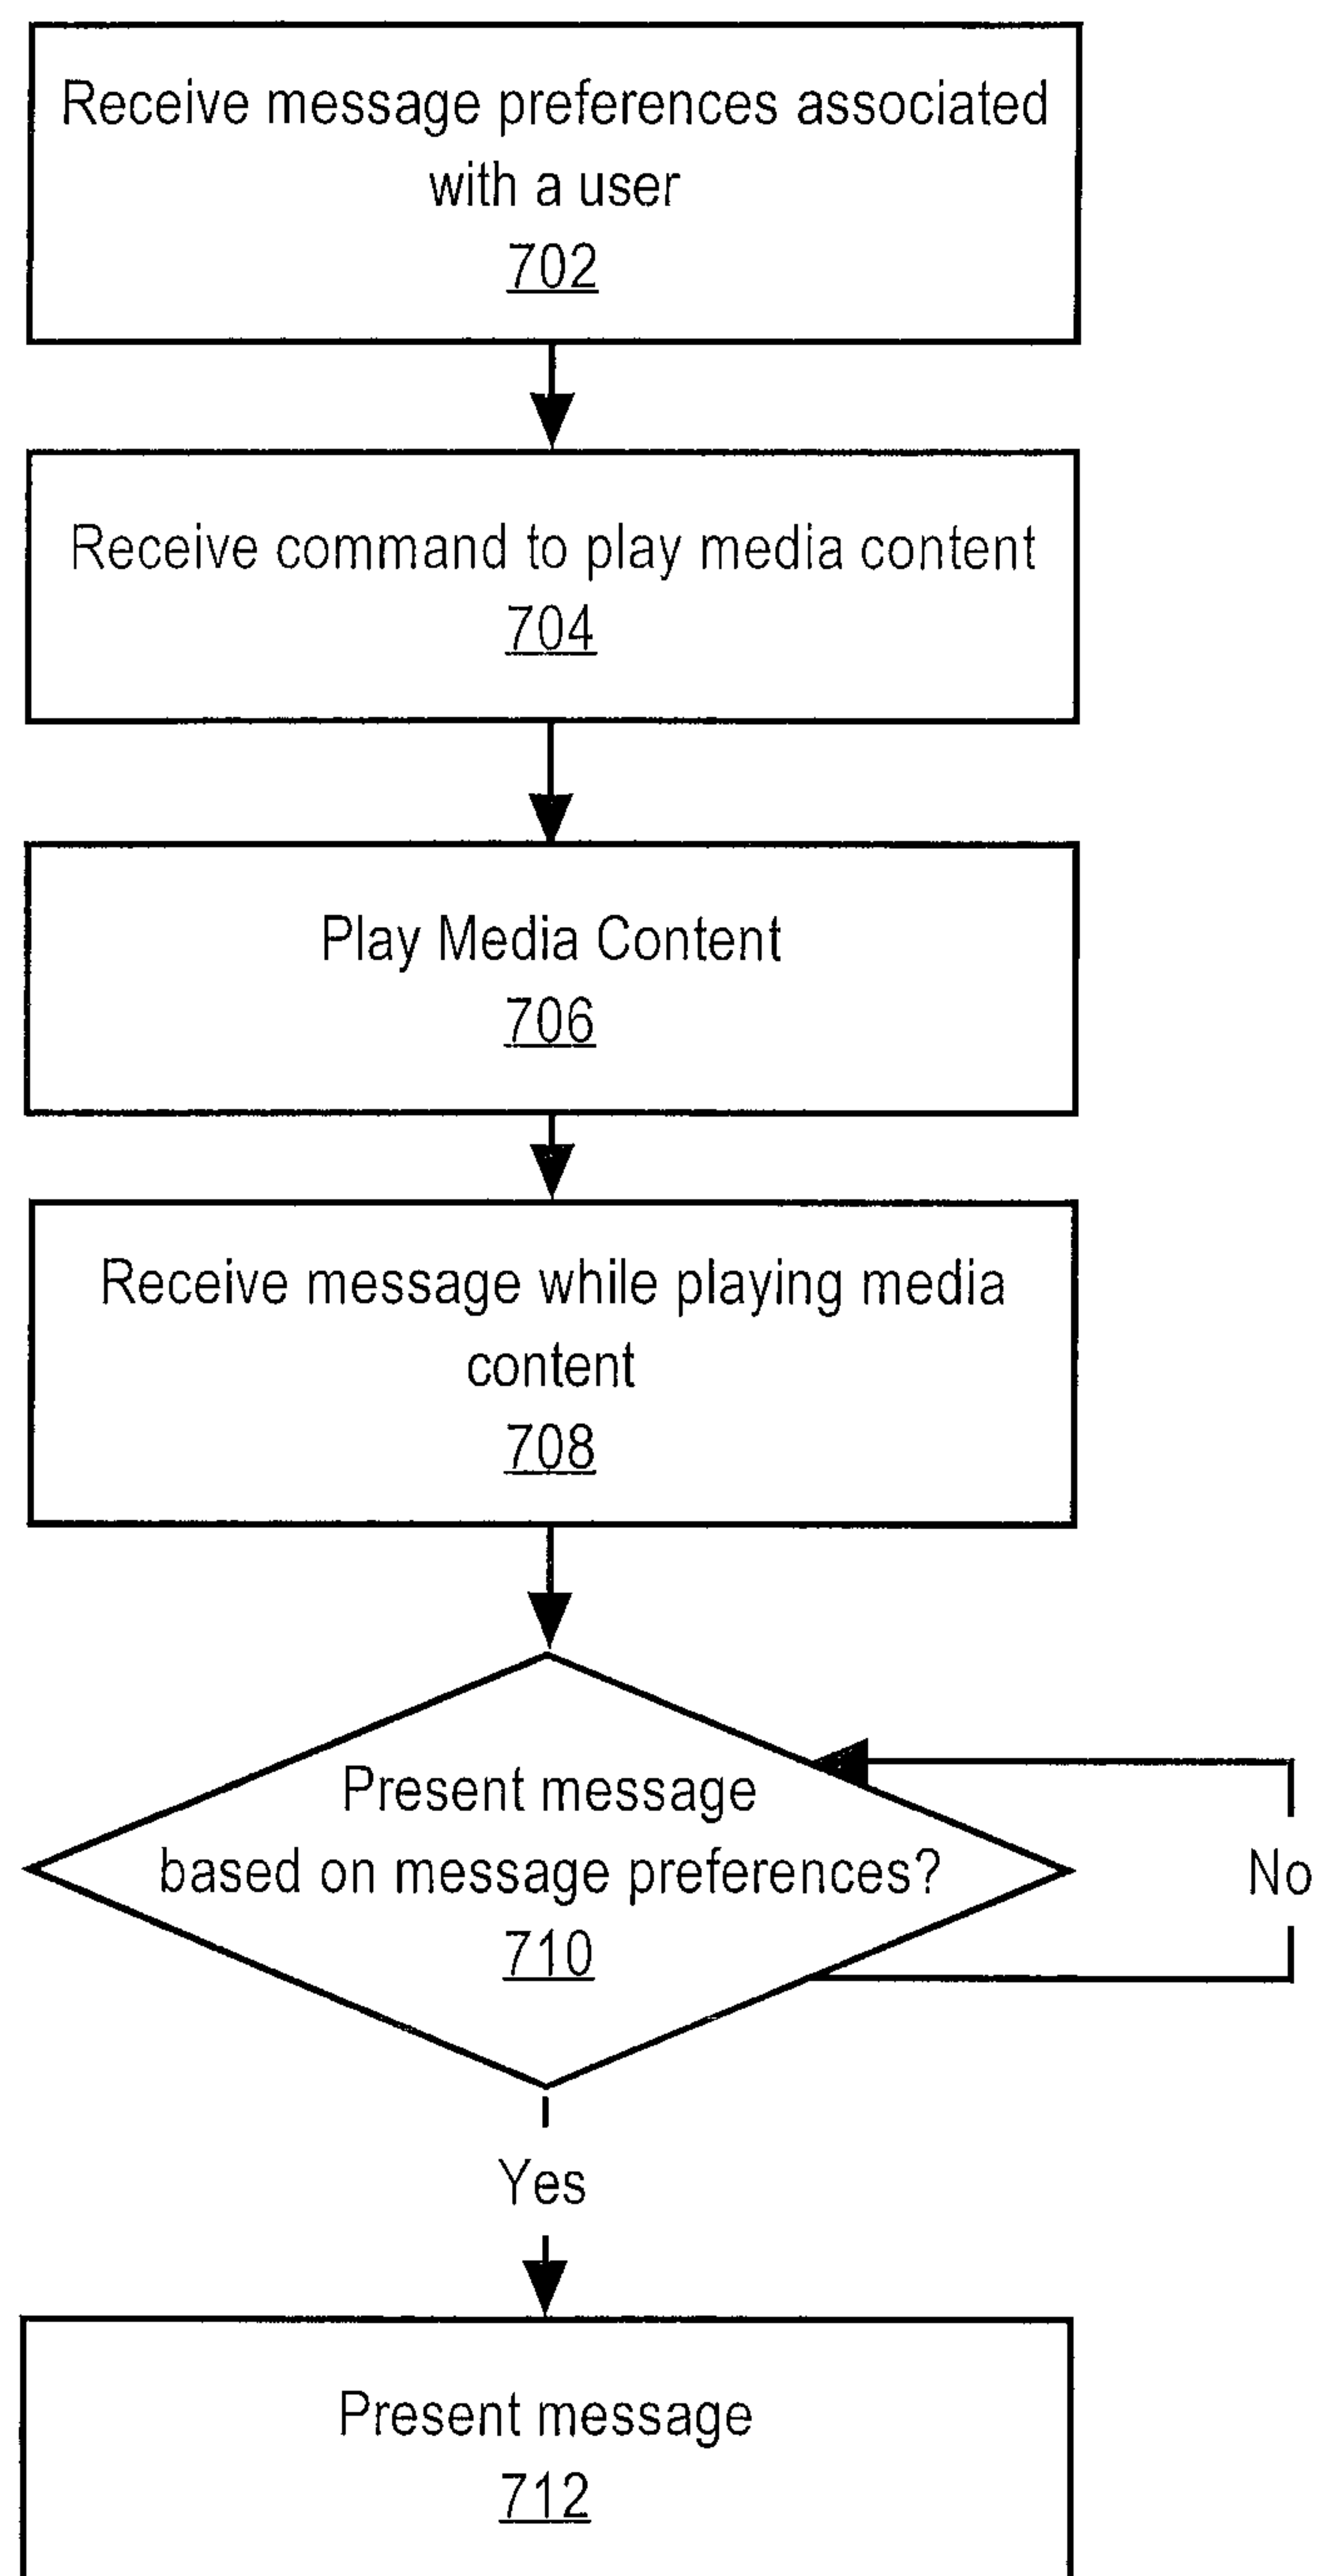 Receive message preferences associated
with a user
702
Receive command to play media content
704
Play Media Content
706
Receive message while playing media
content
708
Present message
based on message preferences?
710
No
Yes
Present message
712